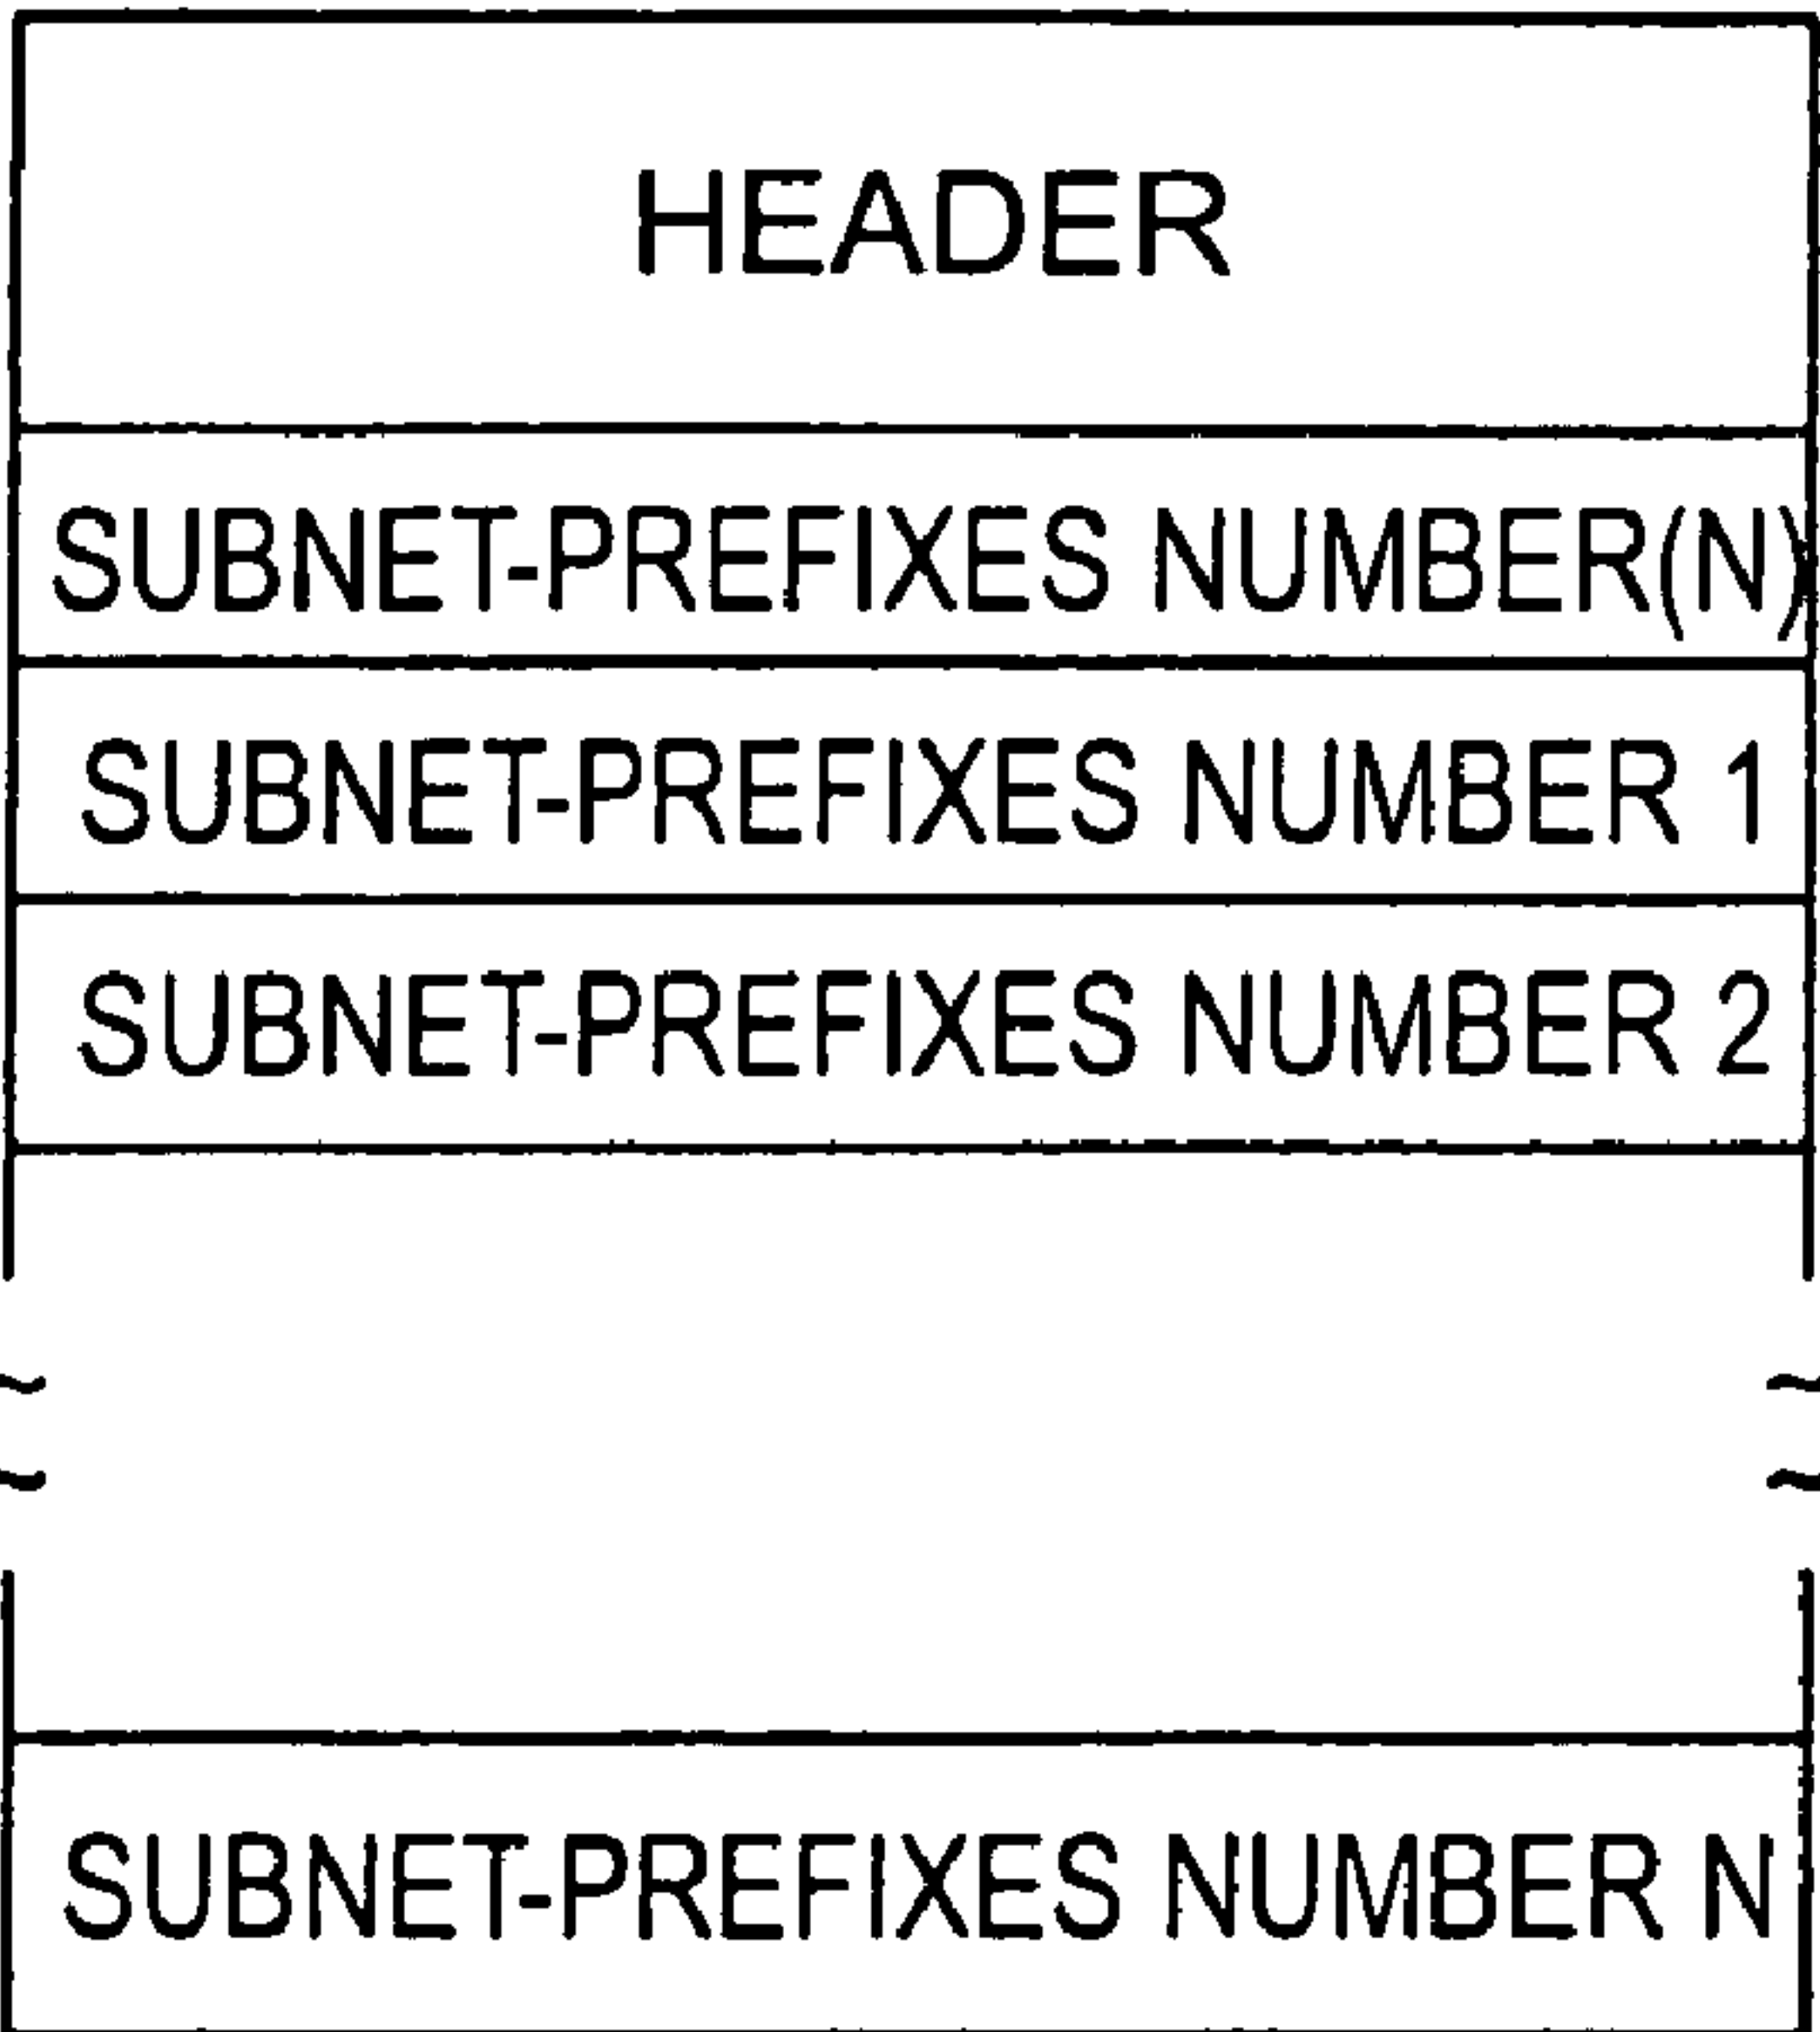 HEADER
SUBNET-PREFIXES NUMBER(N)
SUBNET-PREFIXES NUMBER 1
SUBNET-PREFIXES NUMBER 2
SUBNET-PREFIXES NUMBER N